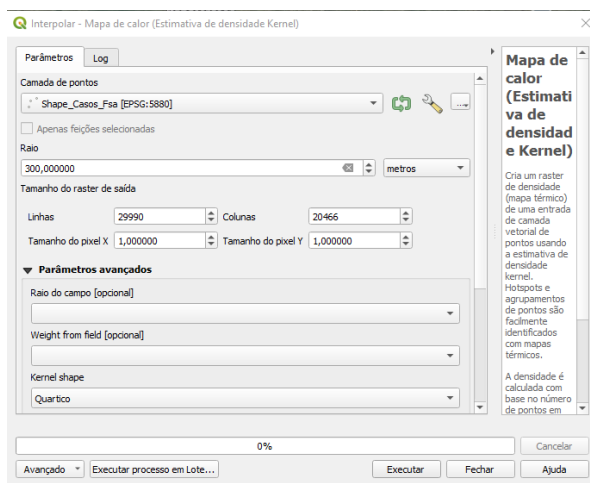 Interpolar - Mapa de calor (Estimativa de densidade Kernel)
Parâmetros Log
Camada de pontos
Shape_Casos_Fsa [EPSG:5880]
...
Apenas feições selecionadas
Raio
300,000000 metros
Tamanho do raster de saída
Linhas 29990 Colunas 20466
Tamanho do pixel X 1,000000 Tamanho do pixel Y 1,000000
Parâmetros avançados
Raio do campo [opcional]
Weight from field [opcional]
Kernel shape
Quartico
Mapa de
calor
(Estimati
va de
densidad
e Kernel)
Cria um raster
de densidade
(mapa térmico)
de uma entrada
de camada
vetorial de
pontos usando
a estimativa de
densidade
kernel.
Hotspots e
agrupamentos
de pontos são
facilmente
identificados
com mapas
térmicos.
A densidade é
calculada com
base no número
de pontos em
0% Cancelar
Avançado Executar processo em Lote... Executar Fechar Ajuda